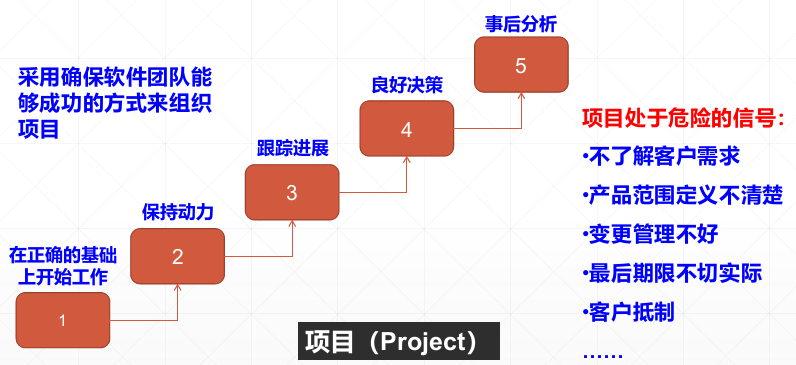 采用确保软件团队能
够成功的方式来组织
项目
在正确的基础
上开始工作
1
保持动力
2
跟踪进展
3
良好决策
4
事后分析
5
项目处于危险的信号：
•不了解客户需求
•产品范围定义不清楚
•变更管理不好
•最后期限不切实际
•客户抵制
……
项目（Project）